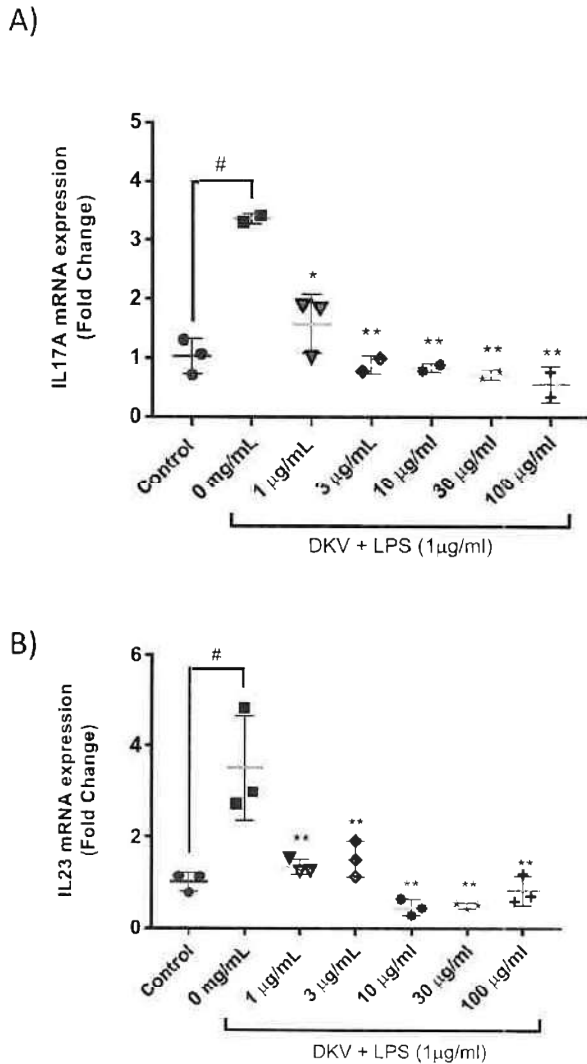 A)
IL17A mRNA expression
(Fold Change)
5
4
3
2
1
0
#
*
**
**
**
**
Control
0 mg/mL
1 µg/mL
3 µg/mL
10 µg/ml
30 µg/ml
100 µg/ml
DKV + LPS (1µg/ml)
B)
IL23 mRNA expression
(Fold Change)
6
4
2
0
#
**
**
**
**
**
Control
0 mg/mL
1 µg/mL
3 µg/mL
10 µg/ml
30 µg/ml
100 µg/ml
DKV + LPS (1µg/ml)